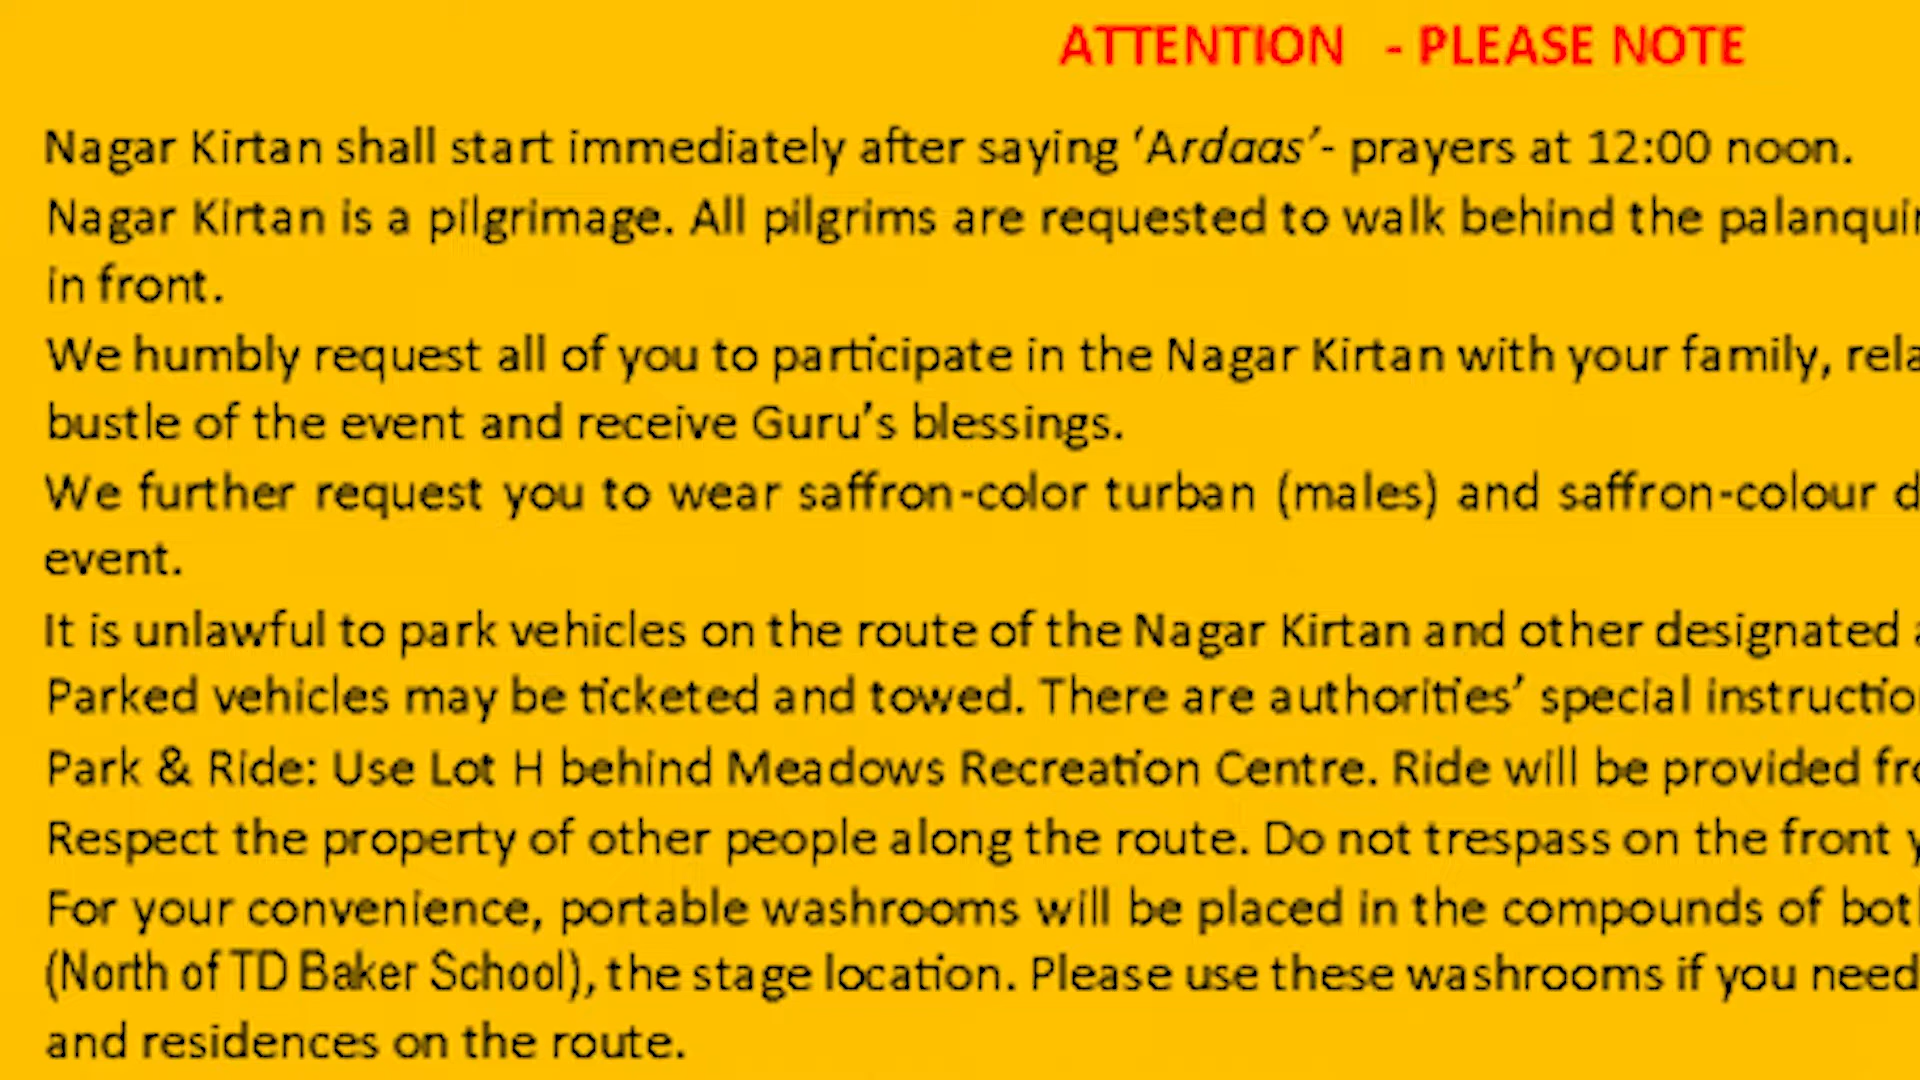 ATTENTION - PLEASE NOTE
Nagar Kirtan shall start immediately after saying ‘Ardaas’- prayers at 12:00 noon.
Nagar Kirtan is a pilgrimage. All pilgrims are requested to walk behind the
in front.
We humbly request all of you to participate in the Nagar Kirtan with your family,
bustle of the event and receive Guru’s blessings.
We further request you to wear saffron-color turban (males) and saffron-colour
event.
It is unlawful to park vehicles on the route of the Nagar Kirtan and other designated
Parked vehicles may be ticketed and towed. There are authorities’ special
Park & Ride: Use Lot H behind Meadows Recreation Centre. Ride will be provided
Respect the property of other people along the route. Do not trespass on the front
For your convenience, portable washrooms will be placed in the compounds of
(North of TD Baker School), the stage location. Please use these washrooms if you need
and residences on the route.